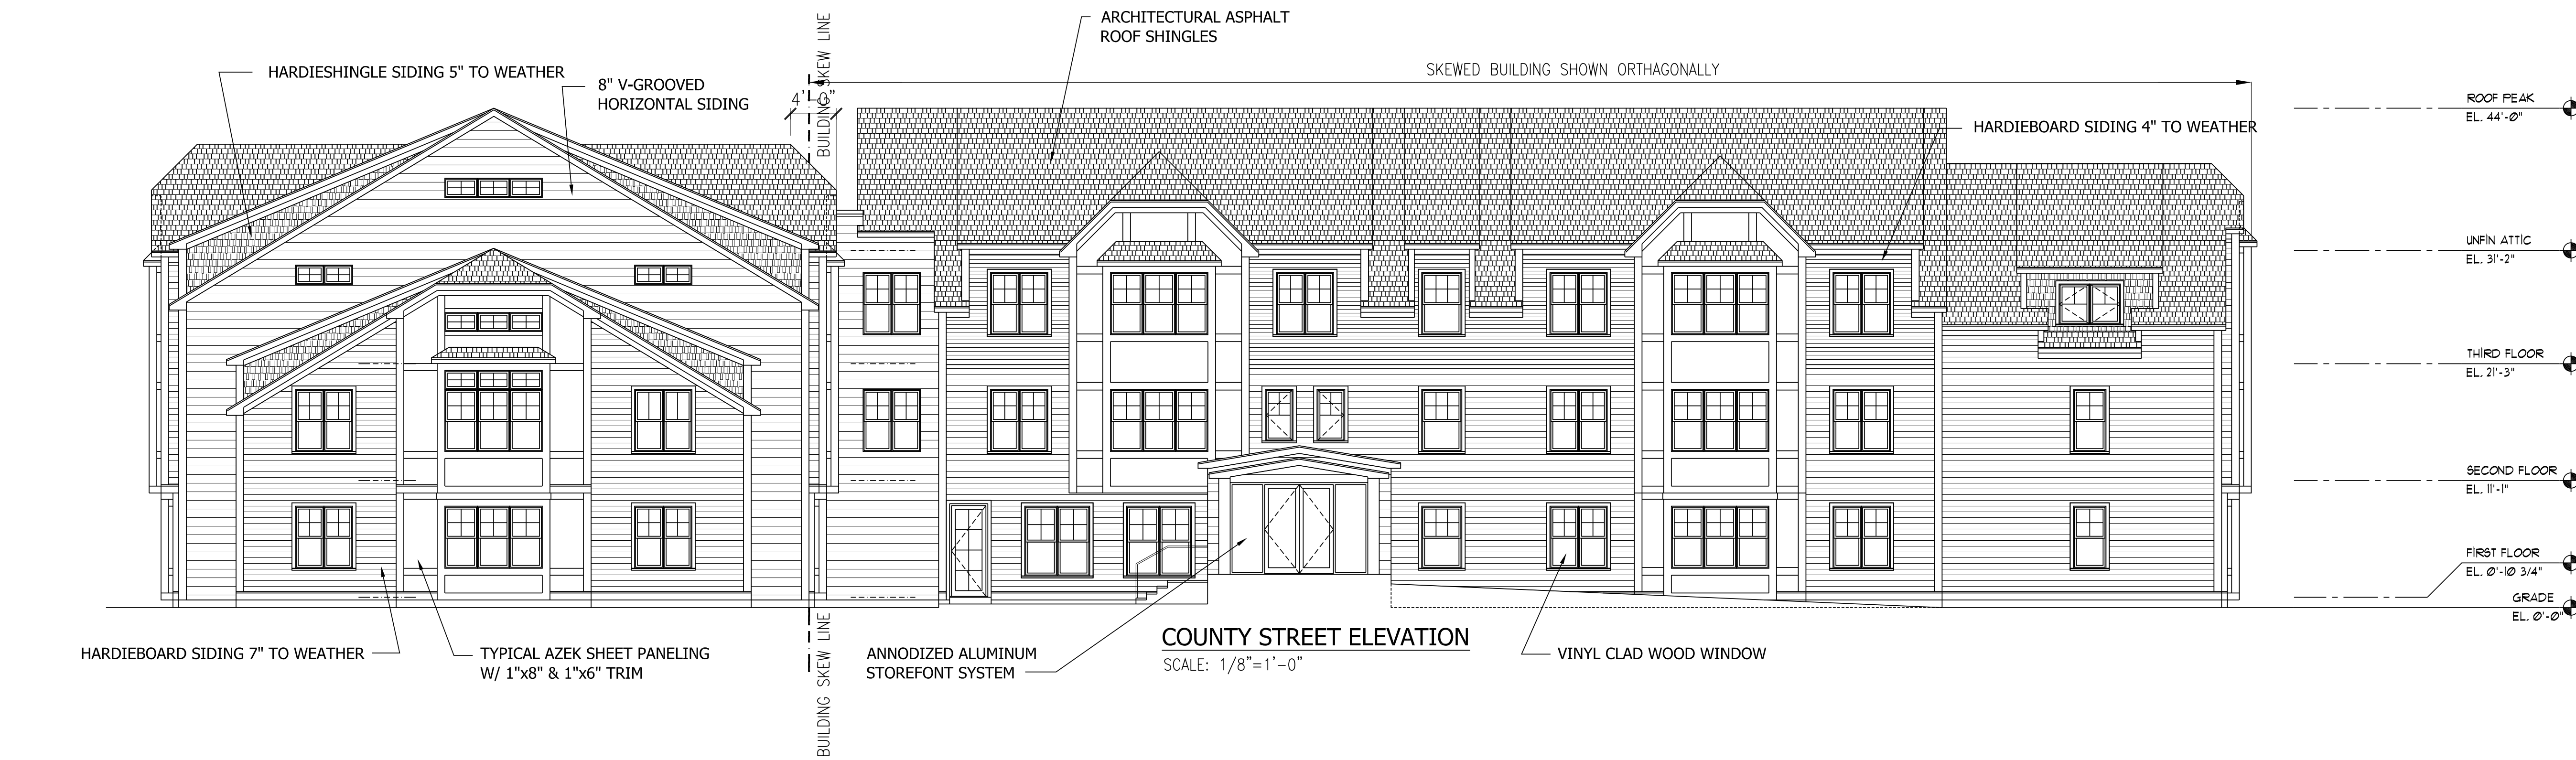 ARCHITECTURAL ASPHALT
ROOF SHINGLES
BUILDING SKEW LINE
HARDIESHINGLE SIDING 5" TO WEATHER
8" V-GROOVED
HORIZONTAL SIDING
4'-0"
SKEWED BUILDING SHOWN ORTHAGONALLY
HARDIEBOARD SIDING 4" TO WEATHER
ROOF PEAK
EL. 44'-0"
UNFIN ATTIC
EL. 31'-2"
THIRD FLOOR
EL. 21'-3"
SECOND FLOOR
EL. 11'-1"
FIRST FLOOR
EL. 0'-10 3/4"
GRADE
EL. 0'-0"
HARDIEBOARD SIDING 7" TO WEATHER
TYPICAL AZEK SHEET PANELING
W/ 1"x8" & 1"x6" TRIM
BUILDING SKEW LINE
ANNODIZED ALUMINUM
STOREFONT SYSTEM
COUNTY STREET ELEVATION
SCALE: 1/8"=1'-0"
VINYL CLAD WOOD WINDOW